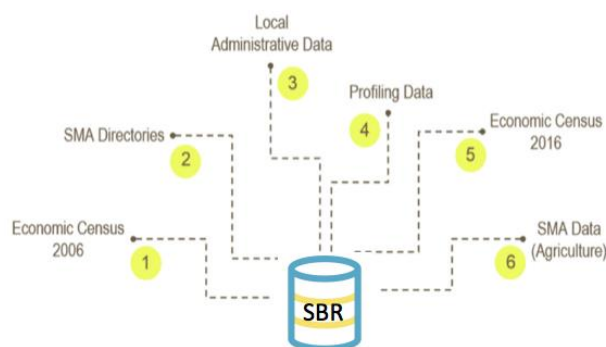 Local
Administrative Data
3
Profiling Data
4
Economic Census
2016
5
SMA Directories
2
Economic Census
2006
1
SMA Data
(Agriculture)
6
SBR